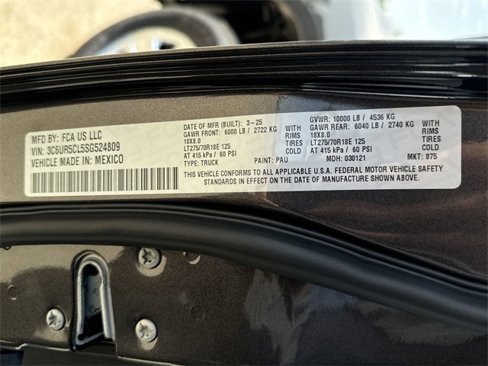 MFD BY: FCA US LLC
VIN: 3C6UR5CL5SG524809
VEHICLE MADE IN: MEXICO
DATE OF MFR (BUILT): 3-25
GAWR FRONT: 6000 LB / 2722 KG WITH
18X8.0 TIRES
LT275/70R18E 125 COLD
AT 415 kPa / 60 PSI
TYPE: TRUCK
PAINT: PAU
GVWR: 10000 LB / 4536 KG
GAWR REAR: 6040 LB / 2740 KG WITH
18X8.0 TIRES
LT275/70R18E 125 COLD
AT 415 kPa / 60 PSI
MDH: 030121
MKT: 875
THIS VEHICLE CONFORMS TO ALL APPLICABLE U.S.A. FEDERAL MOTOR VEHICLE SAFETY
STANDARDS IN EFFECT ON THE DATE OF MANUFACTURE SHOWN ABOVE.